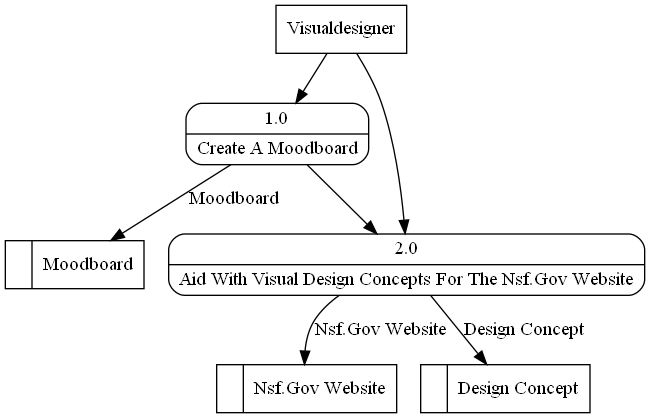 Visualdesigner
1.0
Create A Moodboard
Moodboard
Moodboard
2.0
Aid With Visual Design Concepts For The Nsf.Gov Website
Nsf.Gov Website
Design Concept
Nsf.Gov Website
Design Concept